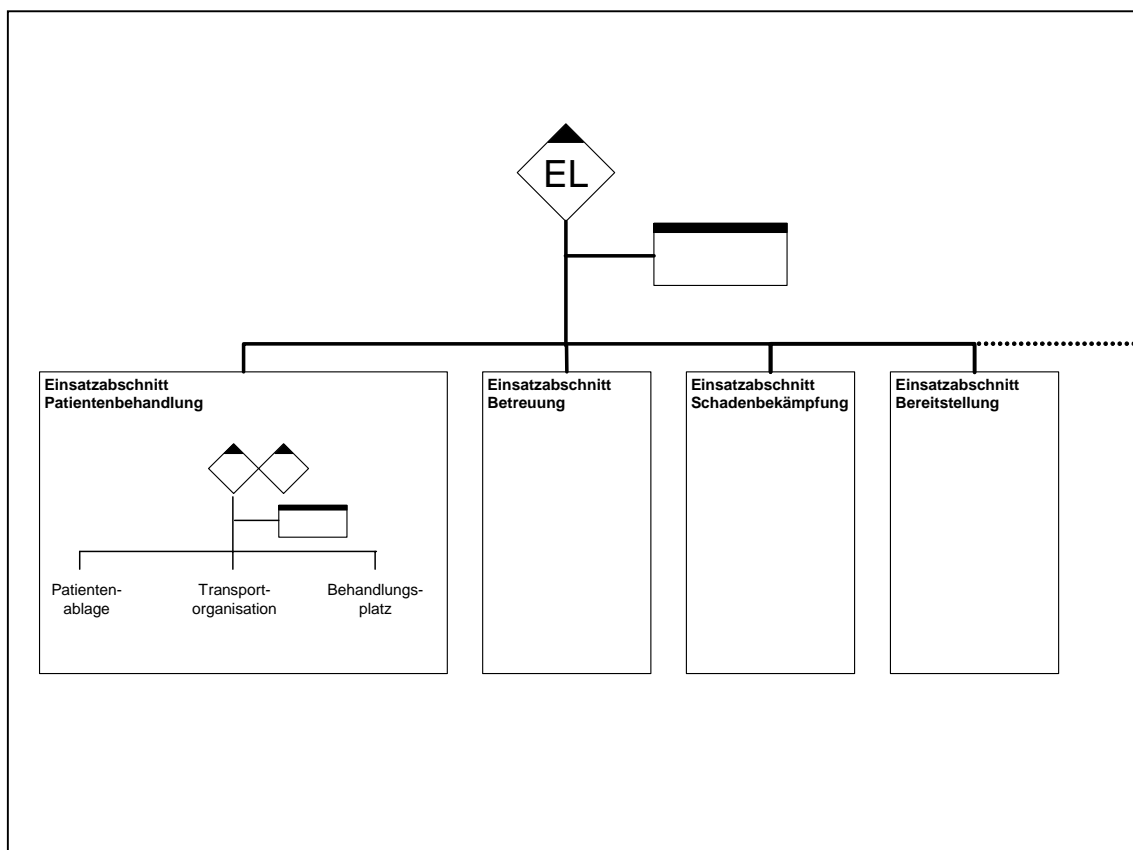 EL
Einsatzabschnitt
Patientenbehandlung
Patienten-
ablage
Transport-
organisation
Behandlungs-
platz
Einsatzabschnitt
Betreuung
Einsatzabschnitt
Schadenbekämpfung
Einsatzabschnitt
Bereitstellung